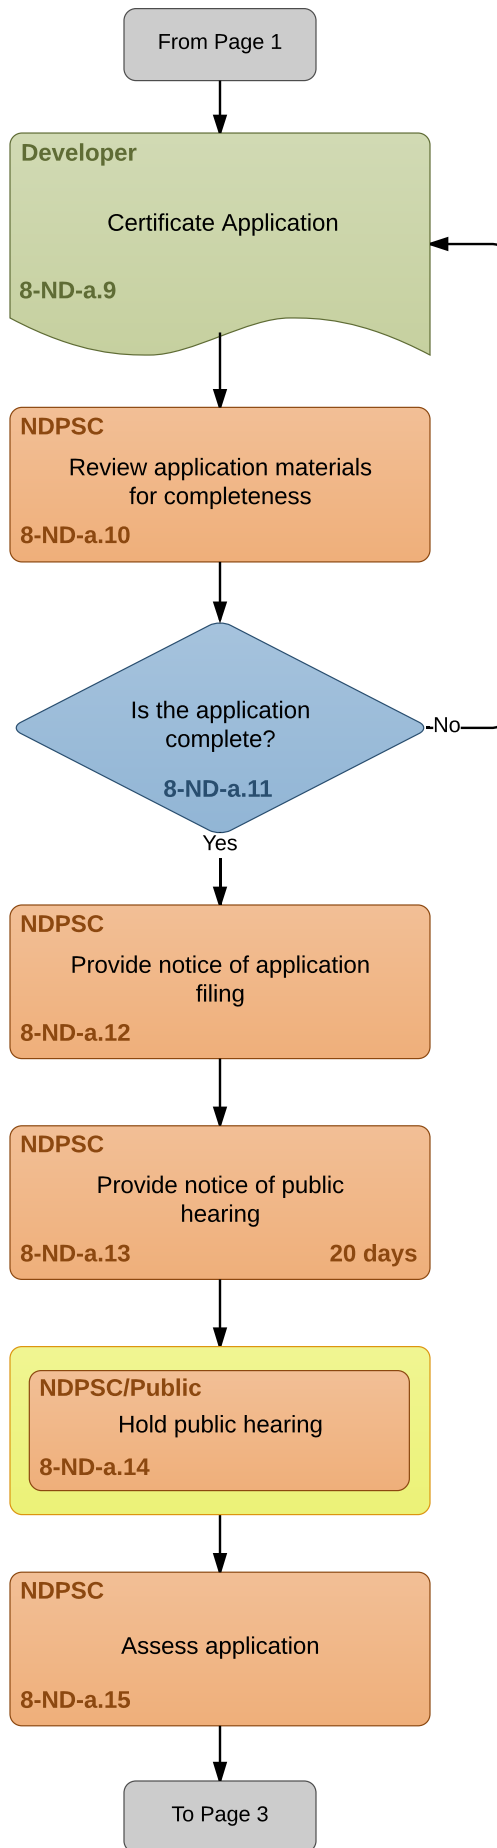 From Page 1
Developer
Certificate Application
8-ND-a.9
NDPSC
Review application materials
for completeness
8-ND-a.10
Is the application
complete?
8-ND-a.11
No
Yes
NDPSC
Provide notice of application
filing
8-ND-a.12
NDPSC
Provide notice of public
hearing
8-ND-a.13 20 days
NDPSC/Public
Hold public hearing
8-ND-a.14
NDPSC
Assess application
8-ND-a.15
To Page 3